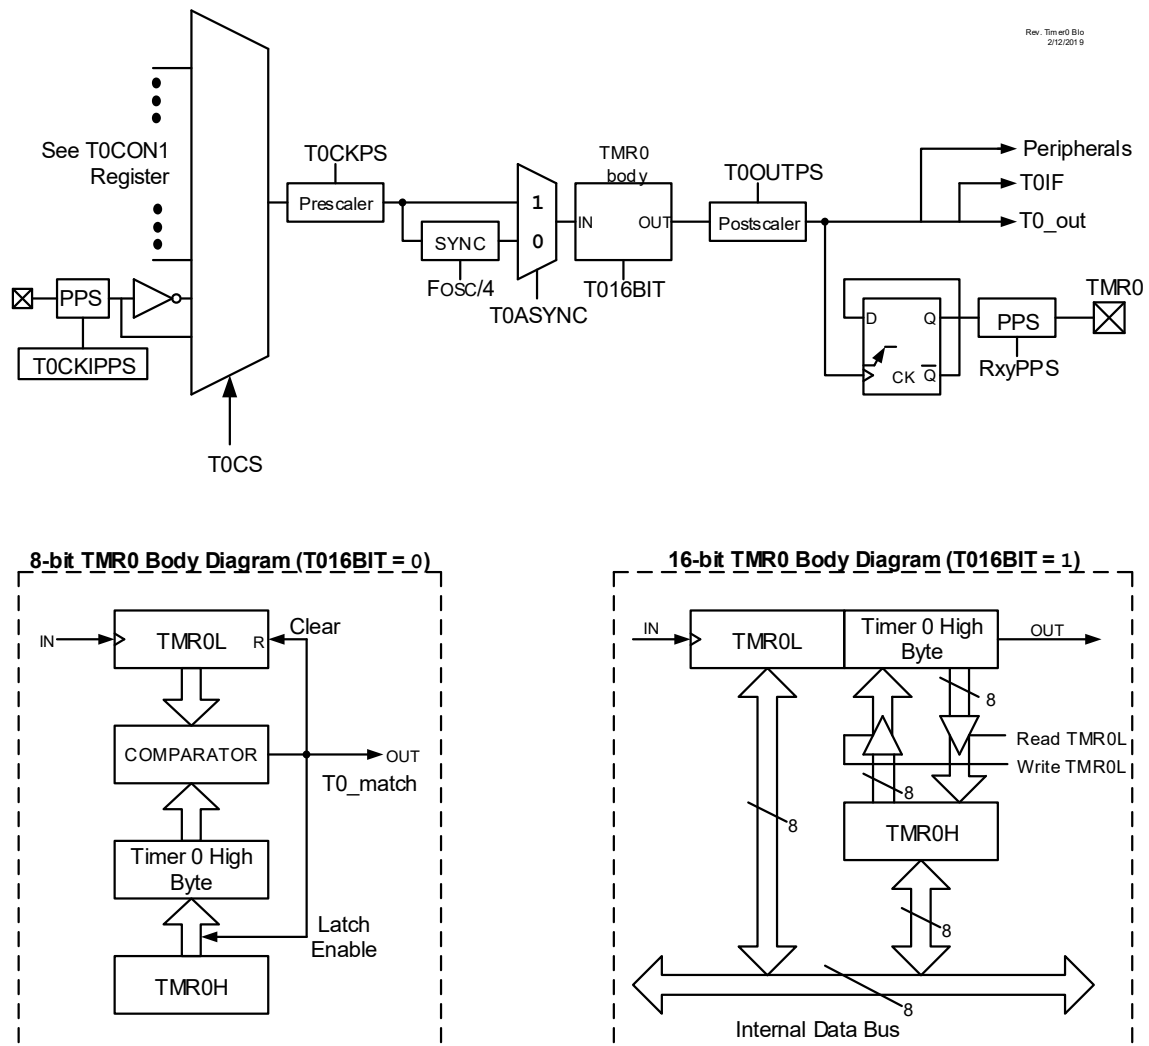 Rev. Timer0 Blo
2/12/2019
See T0CON1
Register
T0CKPS
Prescaler
SYNC
FOSC/4
1
0
T0ASYNC
TMR0
body
IN
OUT
T016BIT
T0OUTPS
Postscaler
Peripherals
T0IF
T0_out
PPS
T0CKIPPS
T0CS
D
Q
CK
Q̅
PPS
RxyPPS
TMR0
8-bit TMR0 Body Diagram (T016BIT = 0)
IN
TMR0L
R
Clear
COMPARATOR
OUT
T0_match
Timer 0 High
Byte
Latch
Enable
TMR0H
16-bit TMR0 Body Diagram (T016BIT = 1)
IN
TMR0L
Timer 0 High
Byte
OUT
8
Read TMR0L
Write TMR0L
8
8
TMR0H
8
8
Internal Data Bus